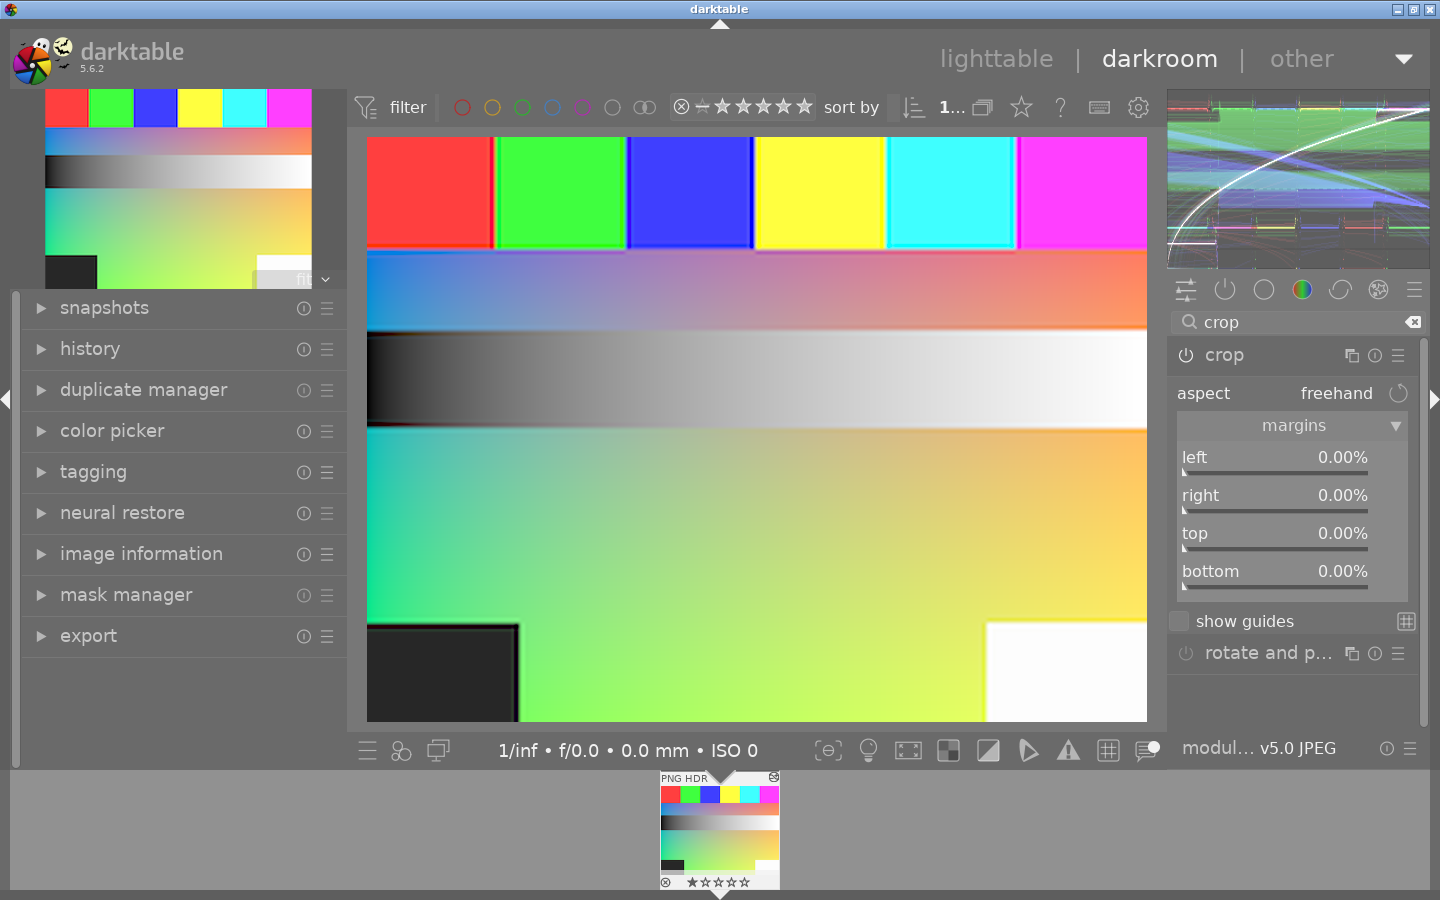 darktable
darktable
5.6.2
lighttable | darkroom | other
filter
sort by
1...
fit
snapshots
history
duplicate manager
color picker
tagging
neural restore
image information
mask manager
export
crop
crop
aspect freehand
margins
left 0.00%
right 0.00%
top 0.00%
bottom 0.00%
show guides
rotate and p...
1/inf • f/0.0 • 0.0 mm • ISO 0
modul... v5.0 JPEG
PNG HDR